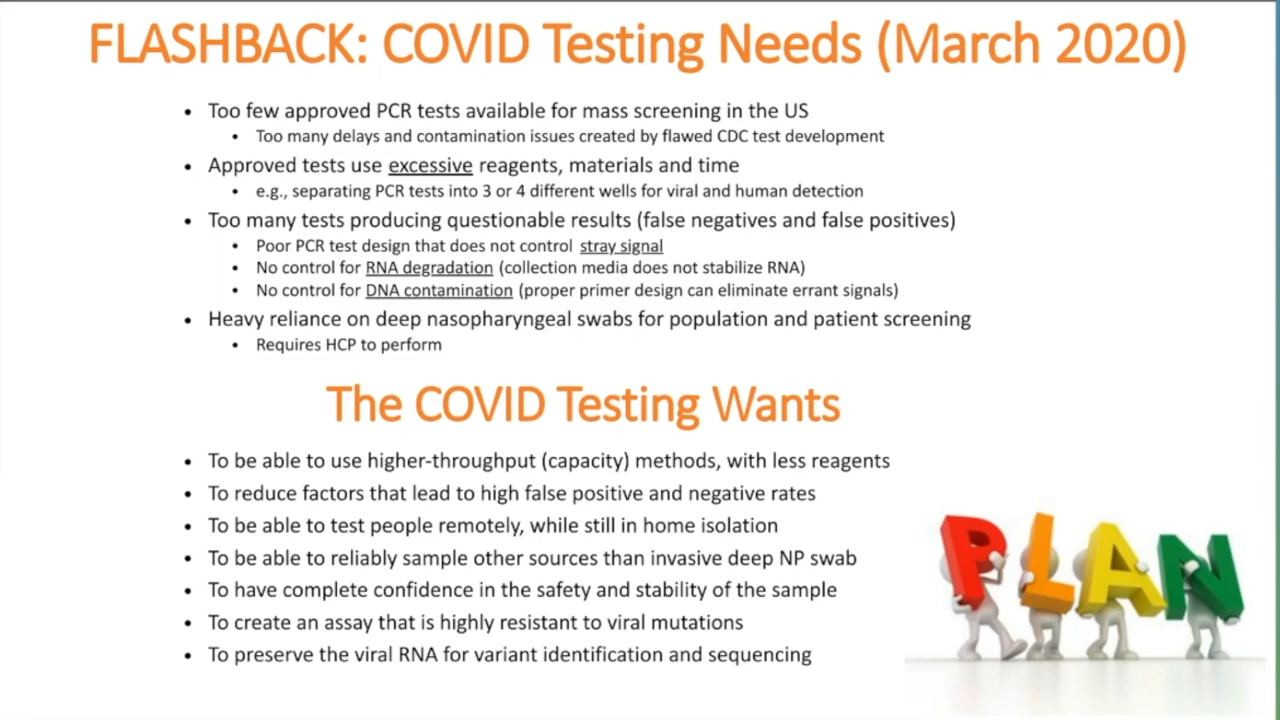 FLASHBACK: COVID Testing Needs (March 2020)
• Too few approved PCR tests available for mass screening in the US
• Too many delays and contamination issues created by flawed CDC test development
• Approved tests use excessive reagents, materials and time
• e.g., separating PCR tests into 3 or 4 different wells for viral and human detection
• Too many tests producing questionable results (false negatives and false positives)
• Poor PCR test design that does not control stray signal
• No control for RNA degradation (collection media does not stabilize RNA)
• No control for DNA contamination (proper primer design can eliminate errant signals)
• Heavy reliance on deep nasopharyngeal swabs for population and patient screening
• Requires HCP to perform
The COVID Testing Wants
• To be able to use higher-throughput (capacity) methods, with less reagents
• To reduce factors that lead to high false positive and negative rates
• To be able to test people remotely, while still in home isolation
• To be able to reliably sample other sources than invasive deep NP swab
• To have complete confidence in the safety and stability of the sample
• To create an assay that is highly resistant to viral mutations
• To preserve the viral RNA for variant identification and sequencing
PLAN